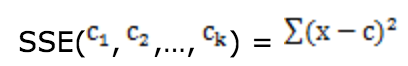 SSE(c₁, c₂,..., cₖ) = Σ(x − c)²